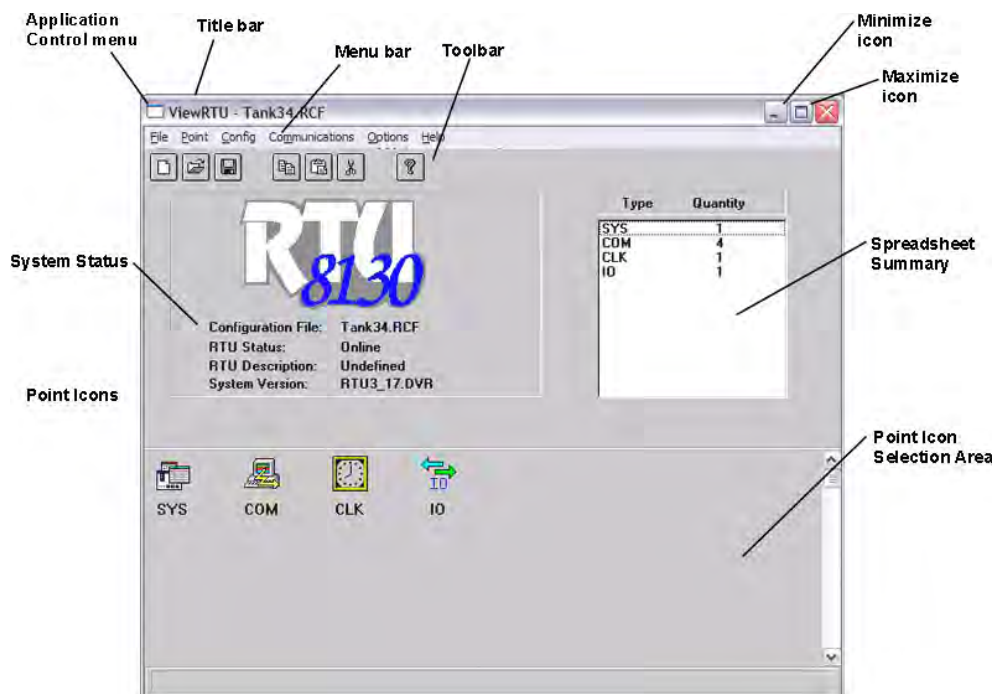 Application
Control menu
Title bar
Menu bar
Toolbar
Minimize
icon
Maximize
icon
ViewRTU - Tank34.RCF
File Point Config Communications Options Help
RTU
8130
Type Quantity
SYS 1
COM 4
CLK 1
IO 1
Spreadsheet
Summary
System Status
Configuration File: Tank34.RCF
RTU Status: Online
RTU Description: Undefined
System Version: RTU3_17.DVR
Point Icons
Point Icon
Selection Area
IO
SYS COM CLK IO